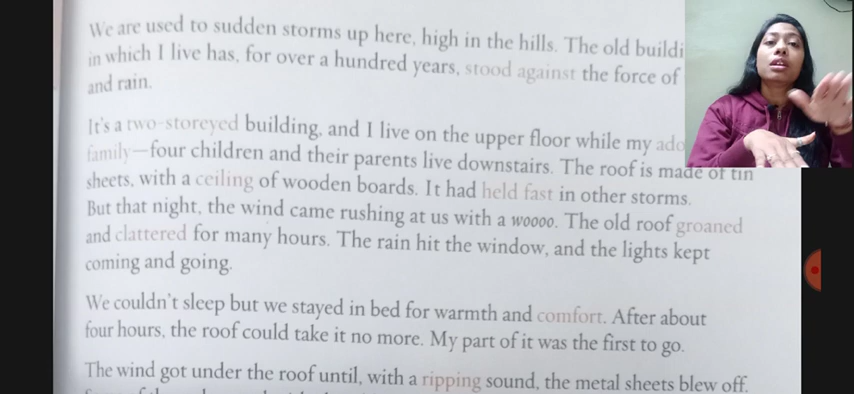 We are used to sudden storms up here, high in the hills. The old
in which I live has, for over a hundred years, stood against the force of
and rain.
It's a two-storeyed building, and I live on the upper floor while my
family—four children and their parents live downstairs. The roof is made of tin
sheets, with a ceiling of wooden boards. It had held fast in other storms.
But that night, the wind came rushing at us with a woooo. The old roof groaned
and clattered for many hours. The rain hit the window, and the lights kept
coming and going.
We couldn't sleep but we stayed in bed for warmth and comfort. After about
four hours, the roof could take it no more. My part of it was the first to go.
The wind got under the roof until, with a ripping sound, the metal sheets blew off.